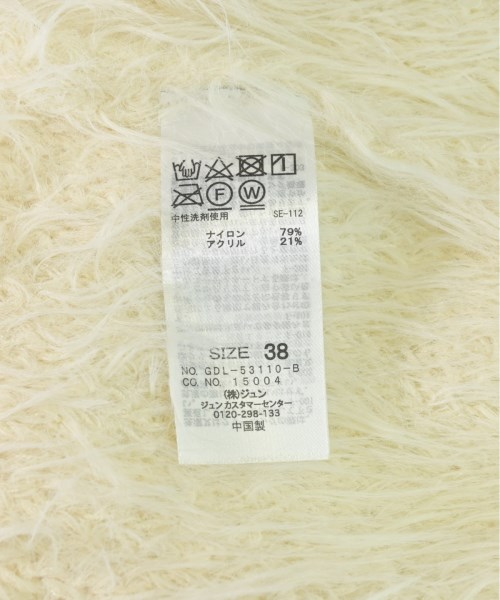 F W
中性洗剤使用 SE-112
ナイロン 79%
アクリル 21%
SIZE 38
NO. GDL-53110-B
CO. NO. 15004
(株)ジュン
ジュンカスタマーセンター
0120-298-133
中国製